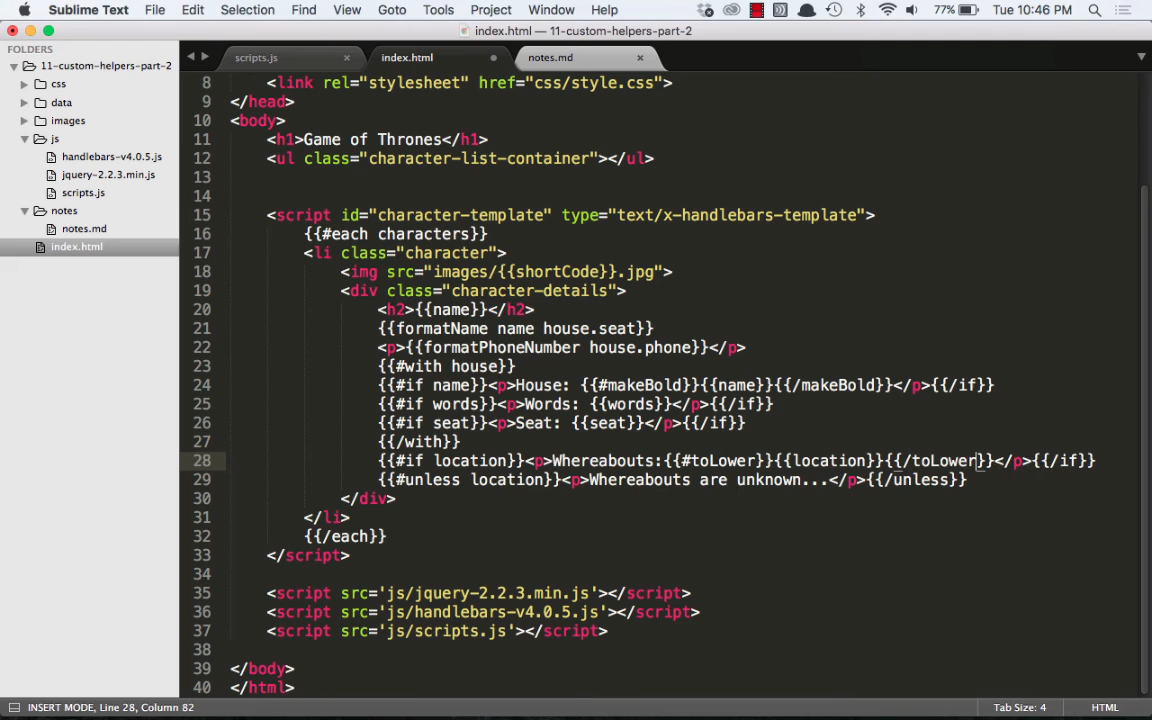 Sublime Text File Edit Selection Find View Goto Tools Project Window Help 77% Tue 10:46 PM
index.html — 11-custom-helpers-part-2
FOLDERS
11-custom-helpers-part-2
css
data
images
js
handlebars-v4.0.5.js
jquery-2.2.3.min.js
scripts.js
notes
notes.md
index.html
scripts.js index.html notes.md
8 <link rel="stylesheet" href="css/style.css">
9 </head>
10 <body>
11 <h1>Game of Thrones</h1>
12 <ul class="character-list-container"></ul>
13
14
15 <script id="character-template" type="text/x-handlebars-template">
16 {{#each characters}}
17 <li class="character">
18 <img src="images/{{shortCode}}.jpg">
19 <div class="character-details">
20 <h2>{{name}}</h2>
21 {{formatName name house.seat}}
22 <p>{{formatPhoneNumber house.phone}}</p>
23 {{#with house}}
24 {{#if name}}<p>House: {{#makeBold}}{{name}}{{/makeBold}}</p>{{/if}}
25 {{#if words}}<p>Words: {{words}}</p>{{/if}}
26 {{#if seat}}<p>Seat: {{seat}}</p>{{/if}}
27 {{/with}}
28 {{#if location}}<p>Whereabouts:{{#toLower}}{{location}}{{/toLower}}</p>{{/if}}
29 {{#unless location}}<p>Whereabouts are unknown...</p>{{/unless}}
30 </div>
31 </li>
32 {{/each}}
33 </script>
34
35 <script src='js/jquery-2.2.3.min.js'></script>
36 <script src='js/handlebars-v4.0.5.js'></script>
37 <script src='js/scripts.js'></script>
38
39 </body>
40 </html>
INSERT MODE, Line 28, Column 82 Tab Size: 4 HTML